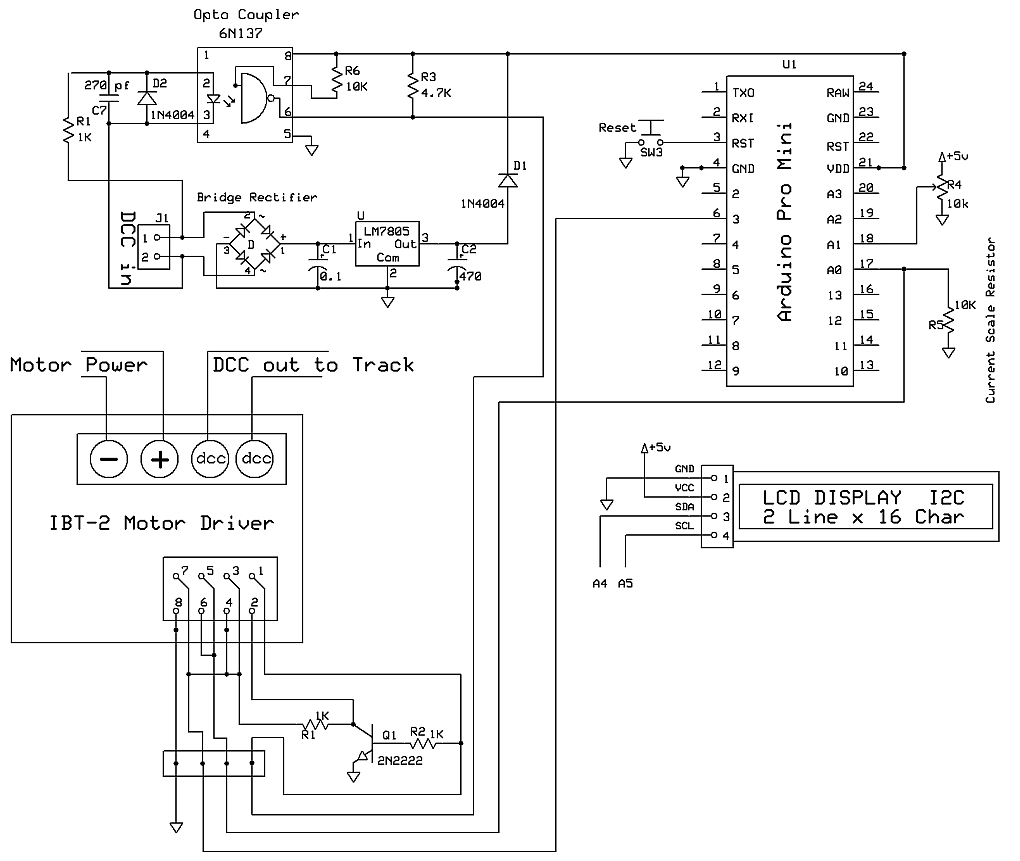 Opto Coupler
6N137
1
2
3
4
8
7
6
5
270 pf
C7
D2
1N4004
R1
1K
R6
10K
R3
4.7K
D1
1N4004
DCC in
J1
1
2
Bridge Rectifier
2
~
-
3
D
+
1
4
~
C1
0.1
U
LM7805
In Out
Com
1
3
2
C2
470
U1
Arduino Pro Mini
1 TXO RAW 24
2 RXI GND 23
3 RST RST 22
4 GND VDD 21
5 2 A3 20
6 3 A2 19
7 4 A1 18
8 5 A0 17
9 6 13 16
10 7 12 15
11 8 11 14
12 9 10 13
Reset
SW3
+5v
R4
10k
10K
R5
Current Scale Resistor
Motor Power
DCC out to Track
- + dcc dcc
IBT-2 Motor Driver
7 5 3 1
8 6 4 2
1K
R1
Q1
2N2222
R2 1K
+5v
GND 1
VCC 2
SDA 3
SCL 4
LCD DISPLAY I2C
2 Line x 16 Char
A4 A5